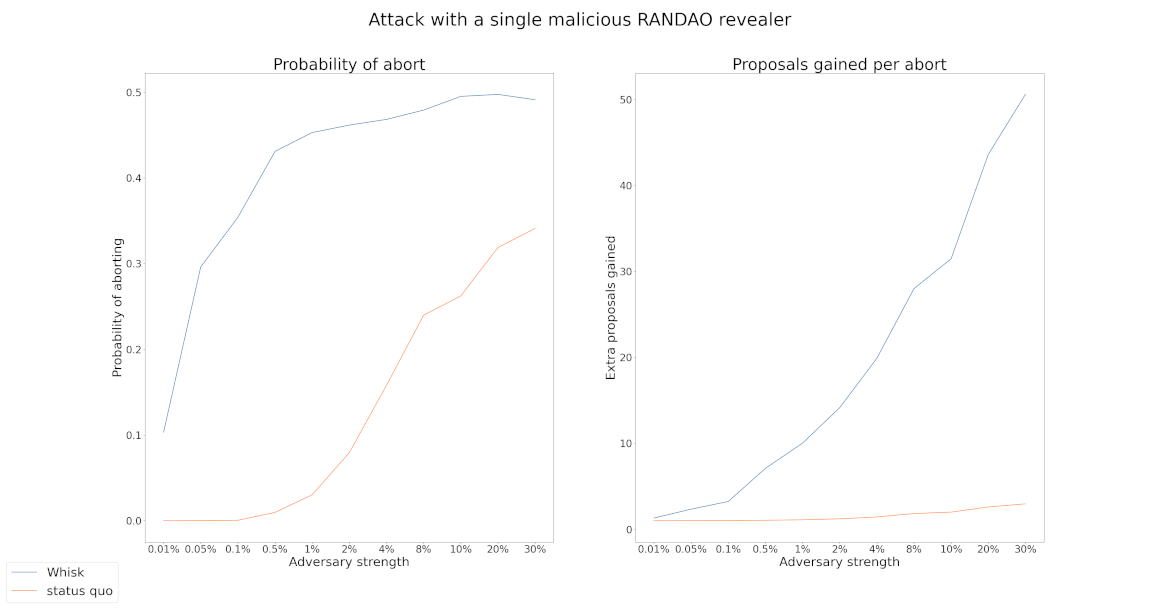 Attack with a single malicious RANDAO revealer
Probability of abort
Probability of aborting
0.5
0.4
0.3
0.2
0.1
0.0
0.01% 0.05% 0.1% 0.5% 1% 2% 4% 8% 10% 20% 30%
Adversary strength
Proposals gained per abort
Extra proposals gained
50
40
30
20
10
0
0.01% 0.05% 0.1% 0.5% 1% 2% 4% 8% 10% 20% 30%
Adversary strength
Whisk
status quo